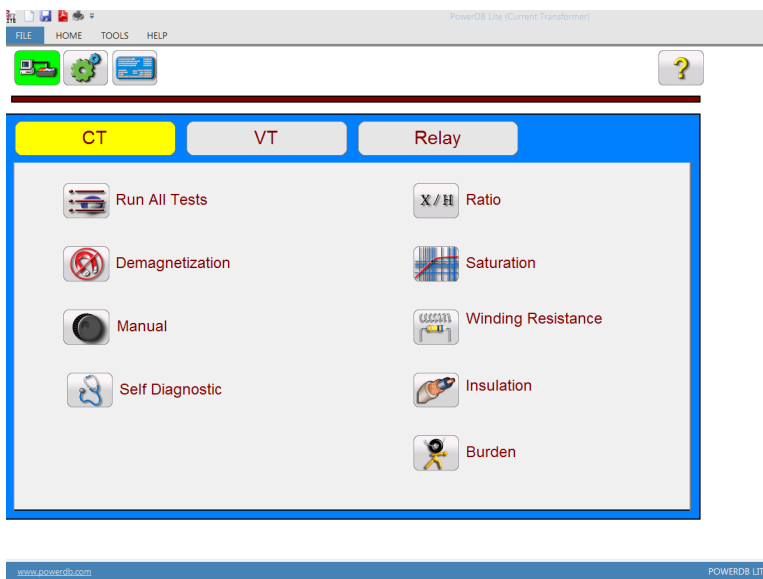 PowerDB Lite (Current Transformer)
FILE HOME TOOLS HELP
?
CT VT Relay
Run All Tests
X/H Ratio
Demagnetization
Saturation
Manual
Winding Resistance
Self Diagnostic
Insulation
Burden
www.powerdb.com
POWERDB LIT